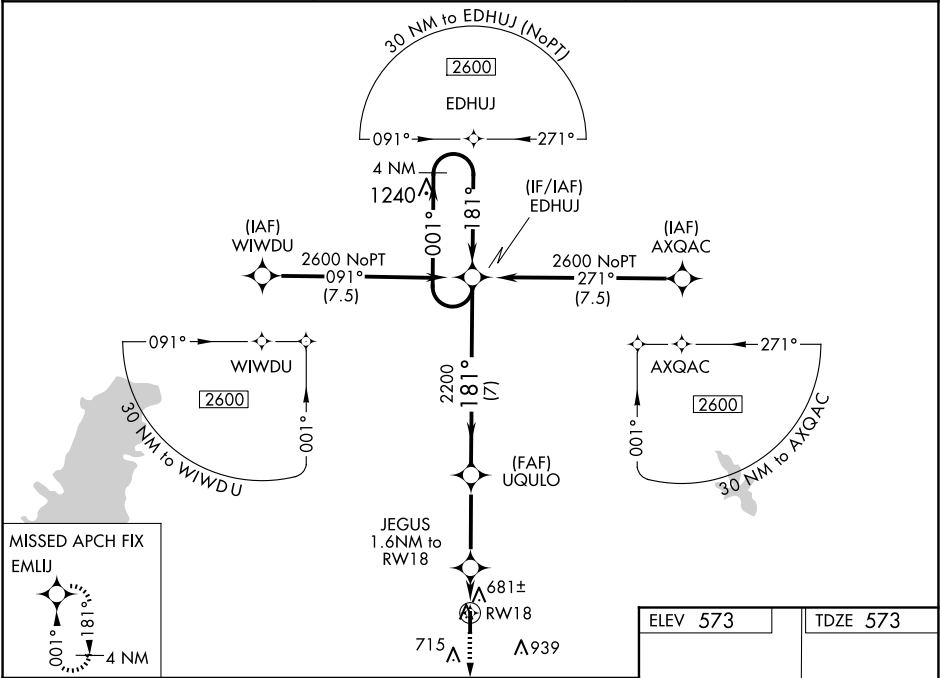 30 NM to EDHUJ (NoPT)
2600
EDHUJ
091°
271°
4 NM
1240
001°
181°
(IF/IAF)
EDHUJ
(IAF)
WIWDU
2600 NoPT
091°
(7.5)
(IAF)
AXQAC
2600 NoPT
271°
(7.5)
091°
WIWDU
2600
001°
30 NM to WIWDU
271°
AXQAC
2600
001°
30 NM to AXQAC
2200
181°
(7)
(FAF)
UQULO
JEGUS
1.6NM to
RW18
681±
RW18
715
939
MISSED APCH FIX
EMLIJ
001°
181°
4 NM
ELEV 573
TDZE 573